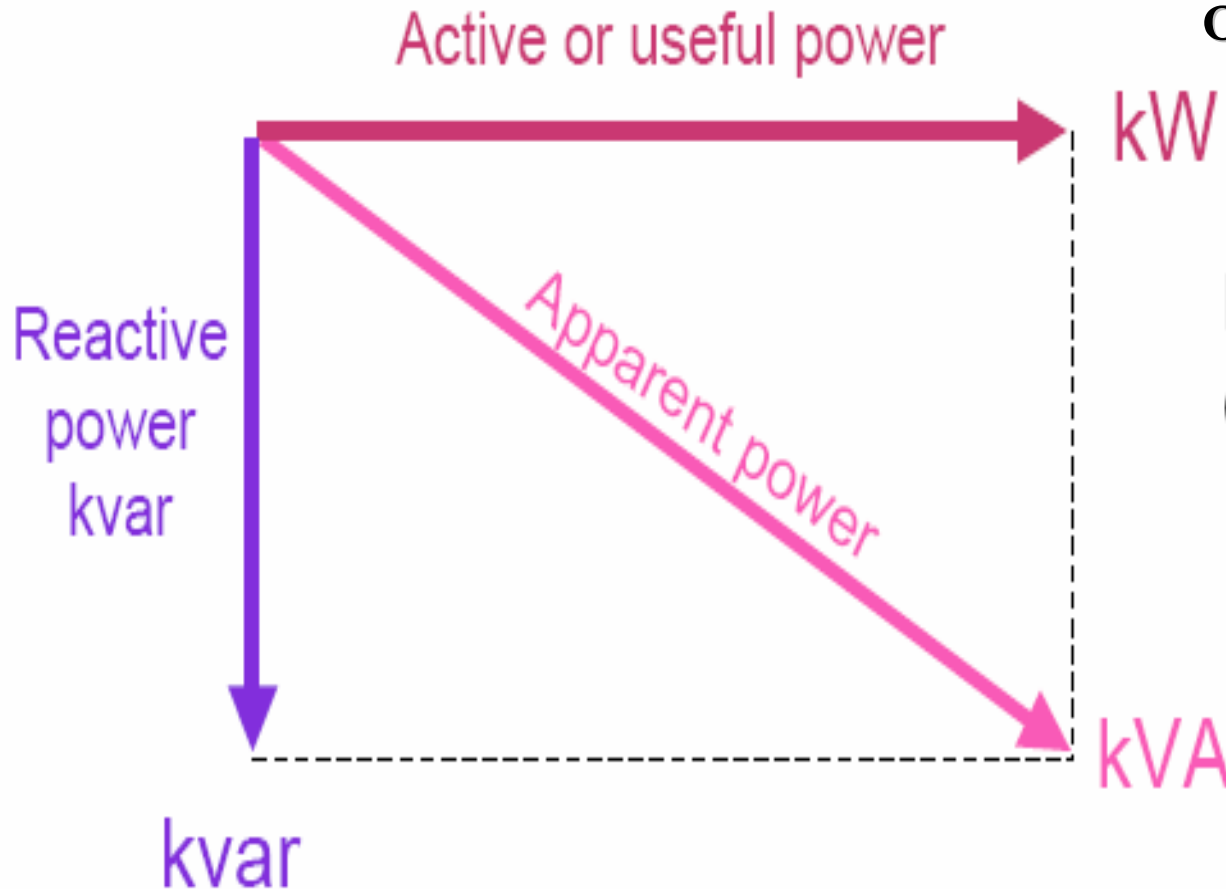 Active or useful power
kW
Reactive
power
kvar
Apparent power
kVA
kvar